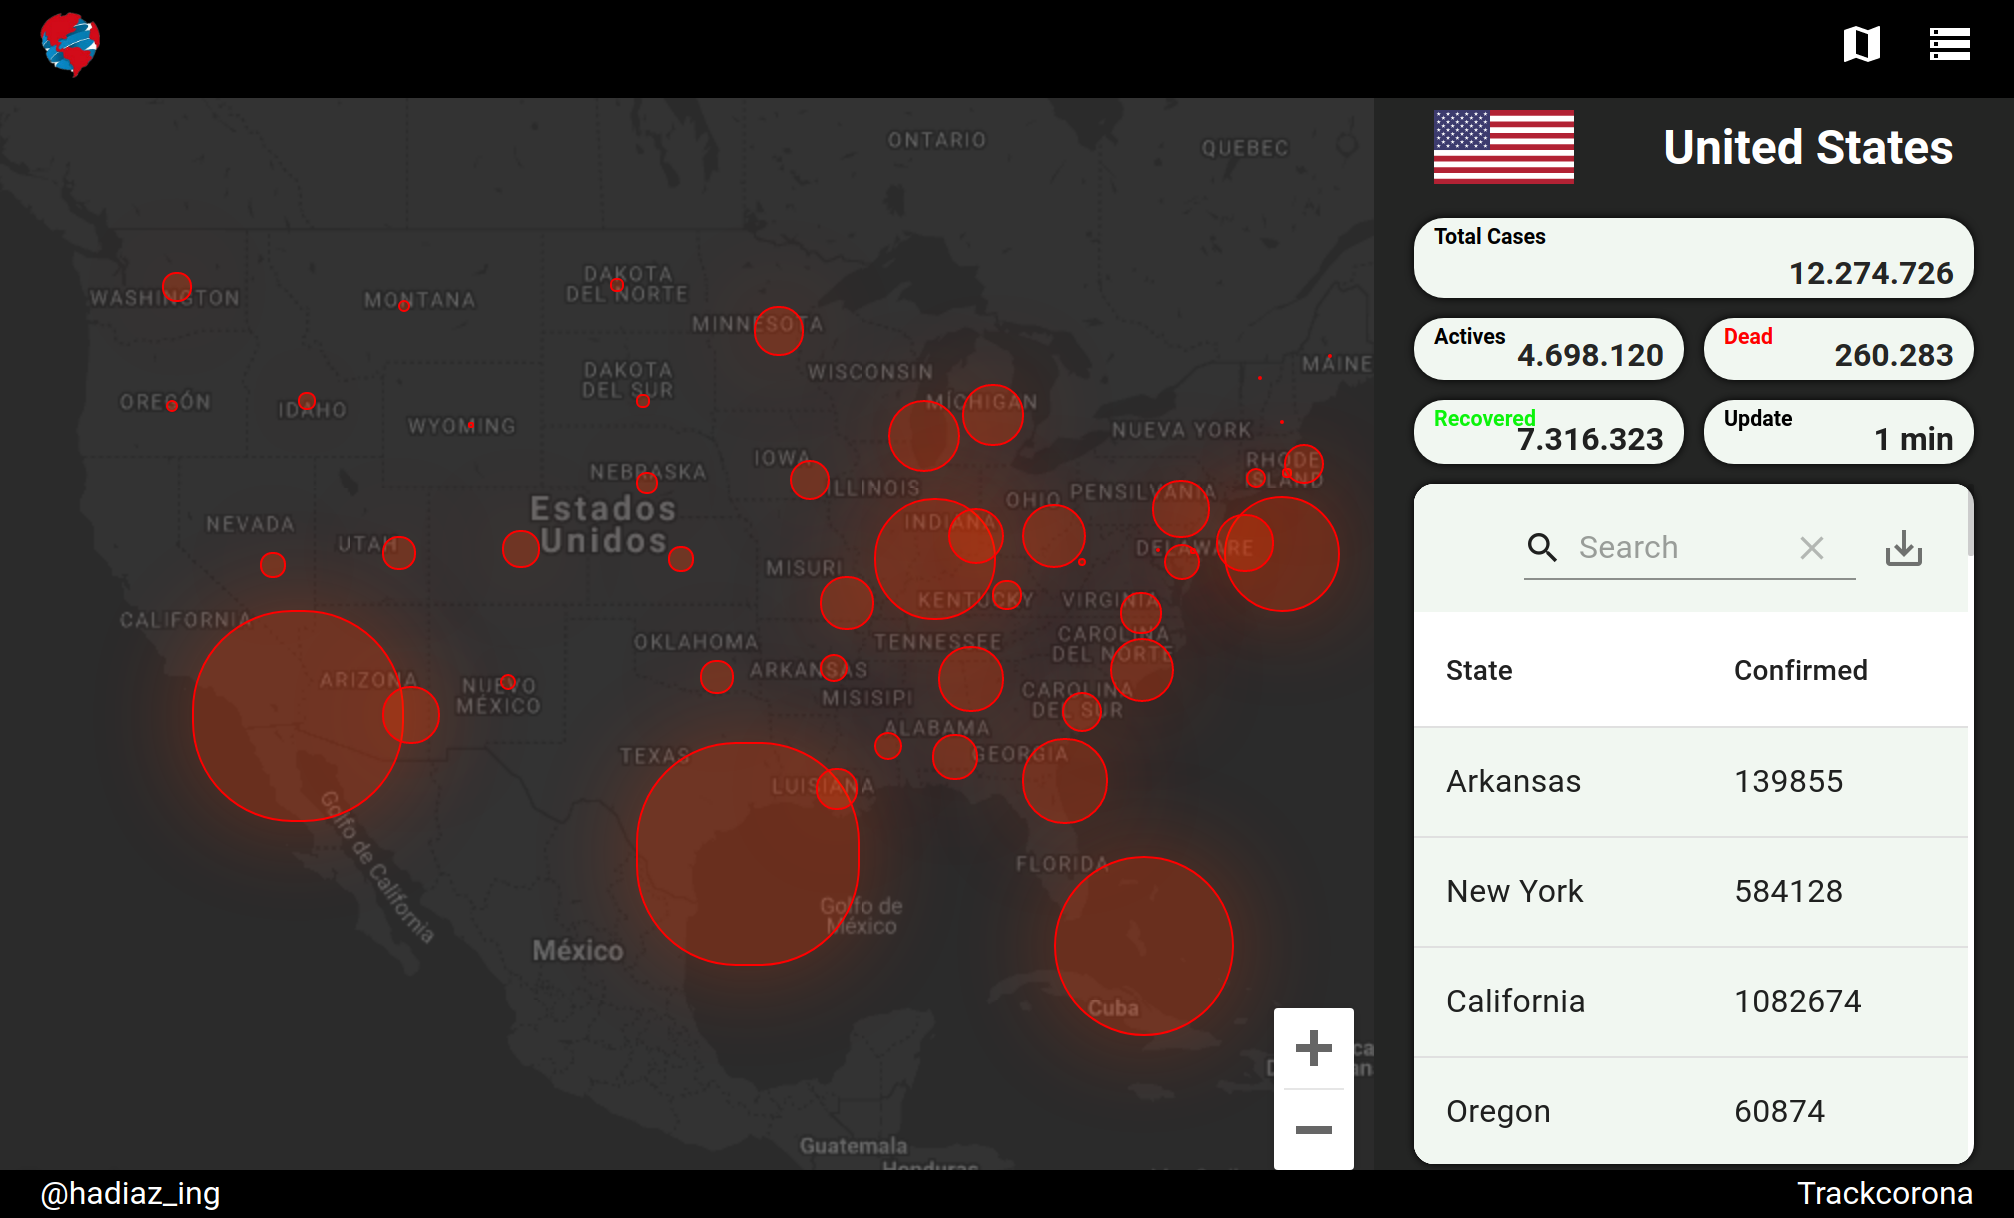 ONTARIO
QUEBEC
United States
Total Cases
12.274.726
DAKOTA
DEL NORTE
WASHINGTON
MONTANA
MINNESOTA
Actives
4.698.120
Dead
260.283
MAINE
DAKOTA
DEL SUR
WISCONSIN
OREGÓN
IDAHO
MÍCHIGAN
WYOMING
NUEVA YORK
Recovered
7.316.323
Update
1 min
IOWA
NEBRASKA
RHODE
ISLAND
ILLINOIS
OHIO
PENSILVANIA
Estados
Unidos
NEVADA
INDIANA
UTAH
DELAWARE
Search
MISURI
KENTUCKY
VIRGINIA
CALIFORNIA
OKLAHOMA
TENNESSEE
CAROLINA
DEL NORTE
ARKANSAS
State
Confirmed
ARIZONA
NUEVO
MÉXICO
MISISIPI
CAROLINA
DEL SUR
ALABAMA
TEXAS
GEORGIA
LUISIANA
Arkansas
139855
Golfo de California
FLORIDA
New York
584128
Golfo de
México
México
Cuba
California
1082674
Oregon
60874
Guatemala
Honduras
@hadiaz_ing
Trackcorona